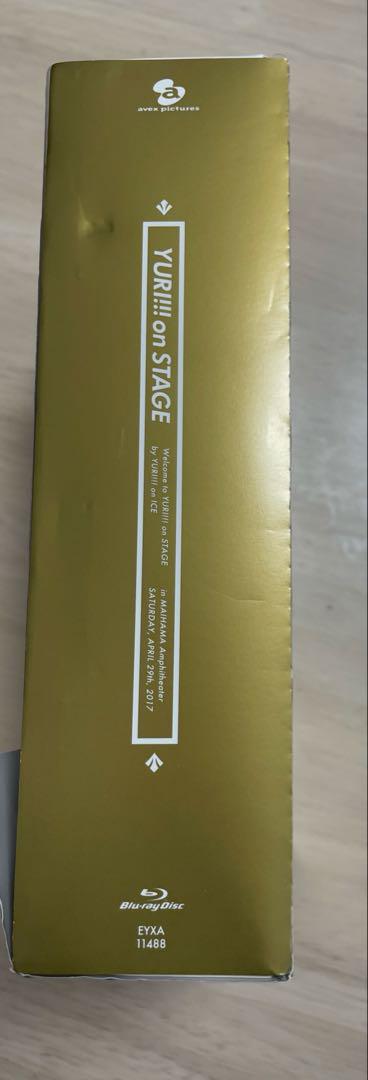 a
avex pictures
YURI!!! on STAGE
Welcome to YURI!!! on STAGE
by YURI!!! on ICE
in MAIHAMA Amphitheater
SATURDAY, APRIL 29th, 2017
Blu-ray Disc
EYXA
11488